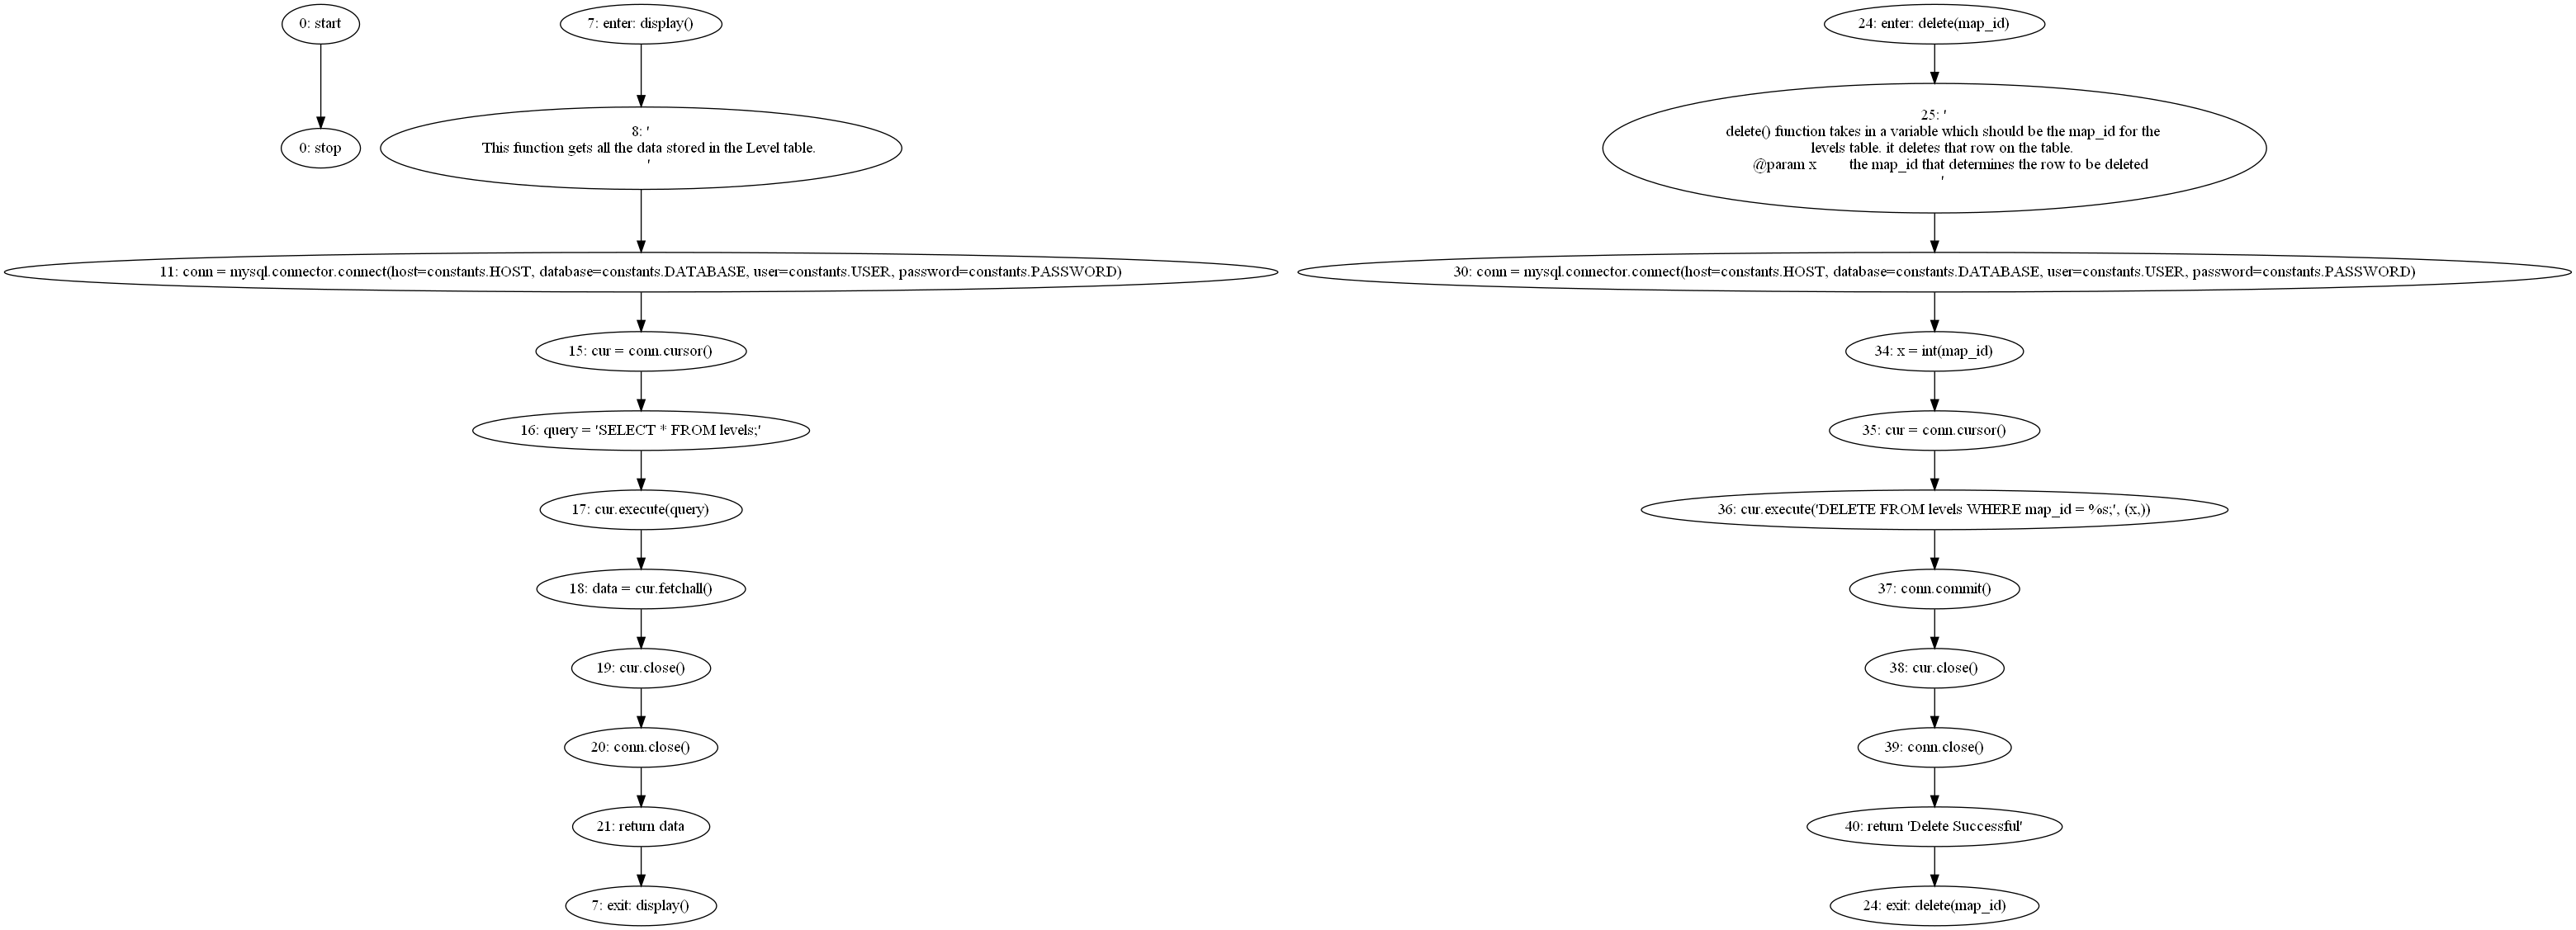 0: start
0: stop
7: enter: display()
8: '
This function gets all the data stored in the Level table.
'
11: conn = mysql.connector.connect(host=constants.HOST, database=constants.DATABASE, user=constants.USER, password=constants.PASSWORD)
15: cur = conn.cursor()
16: query = 'SELECT * FROM levels;'
17: cur.execute(query)
18: data = cur.fetchall()
19: cur.close()
20: conn.close()
21: return data
7: exit: display()
24: enter: delete(map_id)
25: '
delete() function takes in a variable which should be the map_id for the
levels table. it deletes that row on the table.
@param x        the map_id that determines the row to be deleted
'
30: conn = mysql.connector.connect(host=constants.HOST, database=constants.DATABASE, user=constants.USER, password=constants.PASSWORD)
34: x = int(map_id)
35: cur = conn.cursor()
36: cur.execute('DELETE FROM levels WHERE map_id = %s;', (x,))
37: conn.commit()
38: cur.close()
39: conn.close()
40: return 'Delete Successful'
24: exit: delete(map_id)